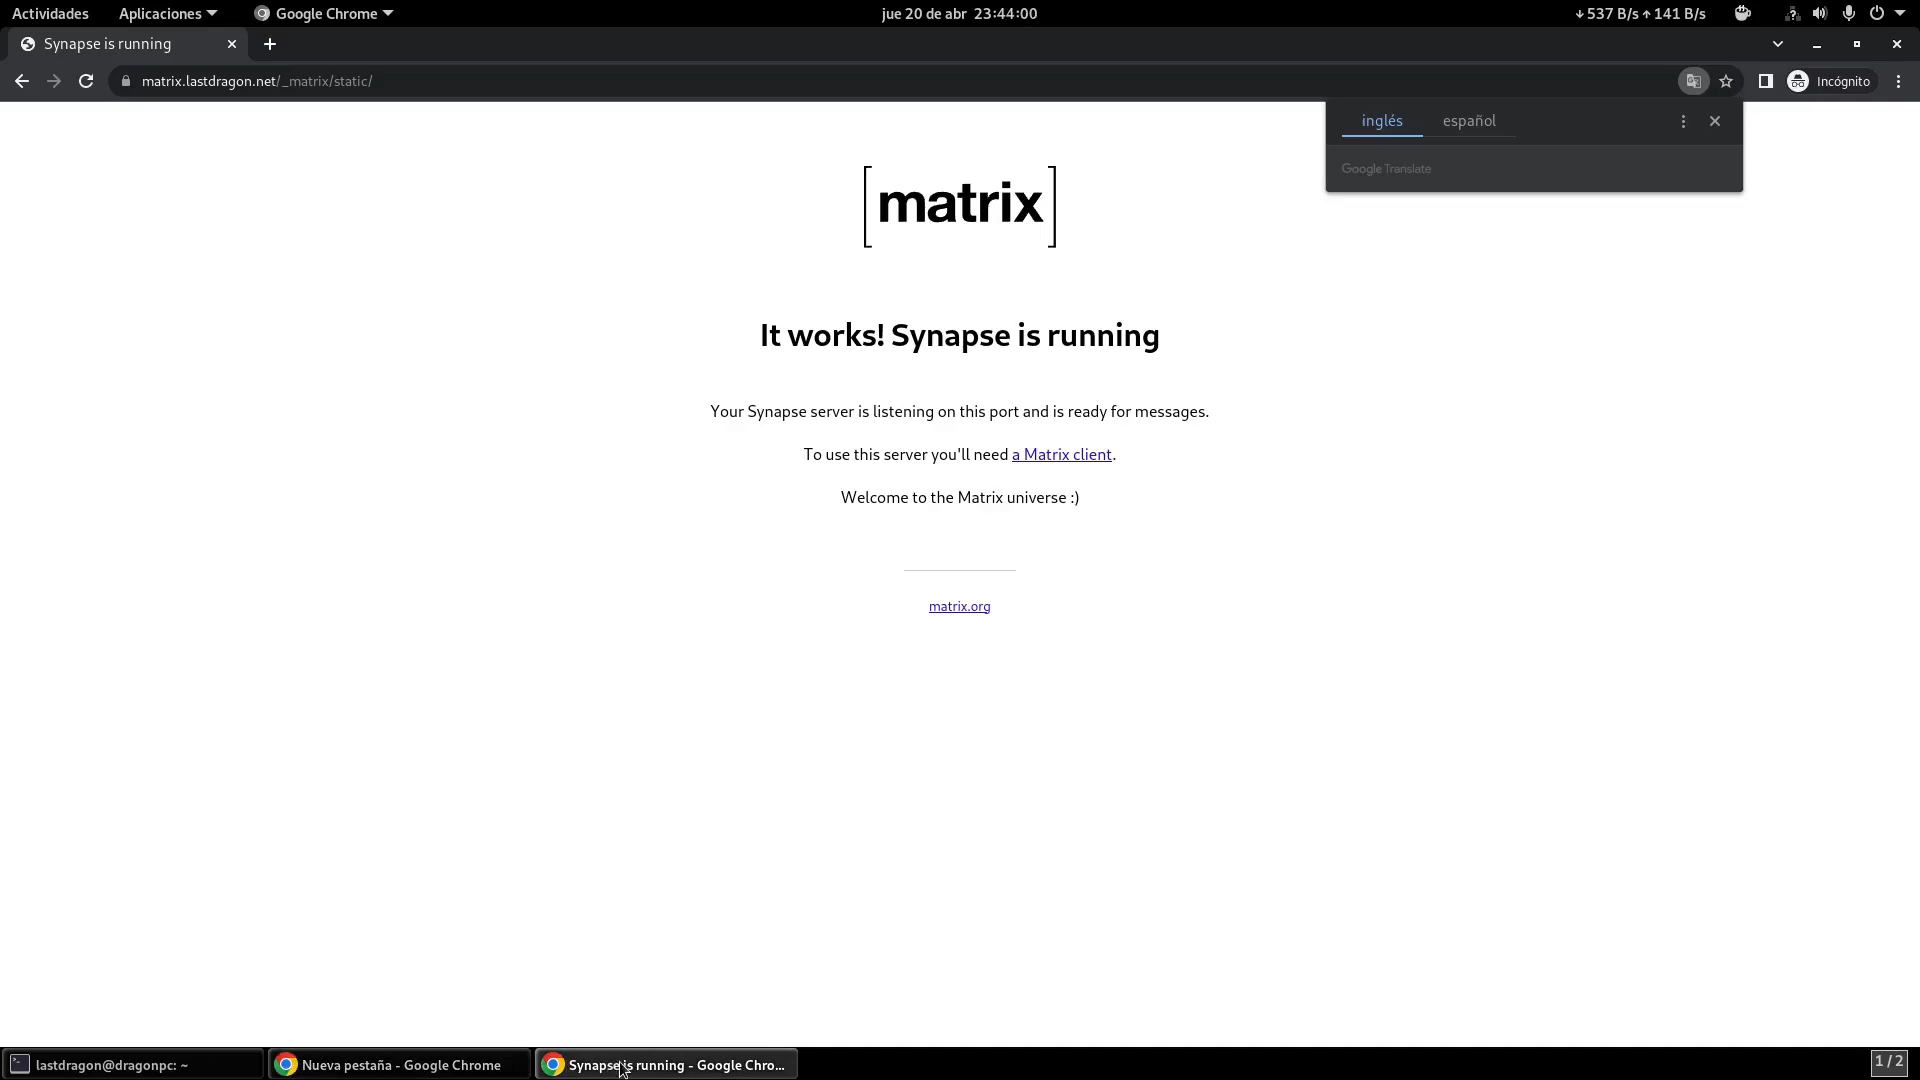 Actividades Aplicaciones Google Chrome jue 20 de abr 23:44:00 ↓ 537 B/s ↑ 141 B/s
Synapse is running
matrix.lastdragon.net/_matrix/static/ Incógnito
inglés español
Google Translate
[matrix]
It works! Synapse is running
Your Synapse server is listening on this port and is ready for messages.
To use this server you'll need a Matrix client.
Welcome to the Matrix universe :)
matrix.org
lastdragon@dragonpc: ~ Nueva pestaña - Google Chrome Synapse is running - Google Chro... 1 / 2